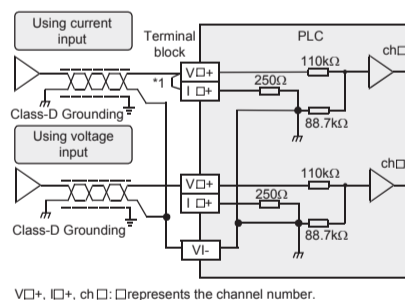 Using current
input
Terminal
block
PLC
V□+
*1
I □+
110kΩ
250Ω
88.7kΩ
ch□
Class-D Grounding
Using voltage
input
V□+
I □+
110kΩ
250Ω
88.7kΩ
ch□
Class-D Grounding
VI-
V□+, I□+, ch □: □represents the channel number.